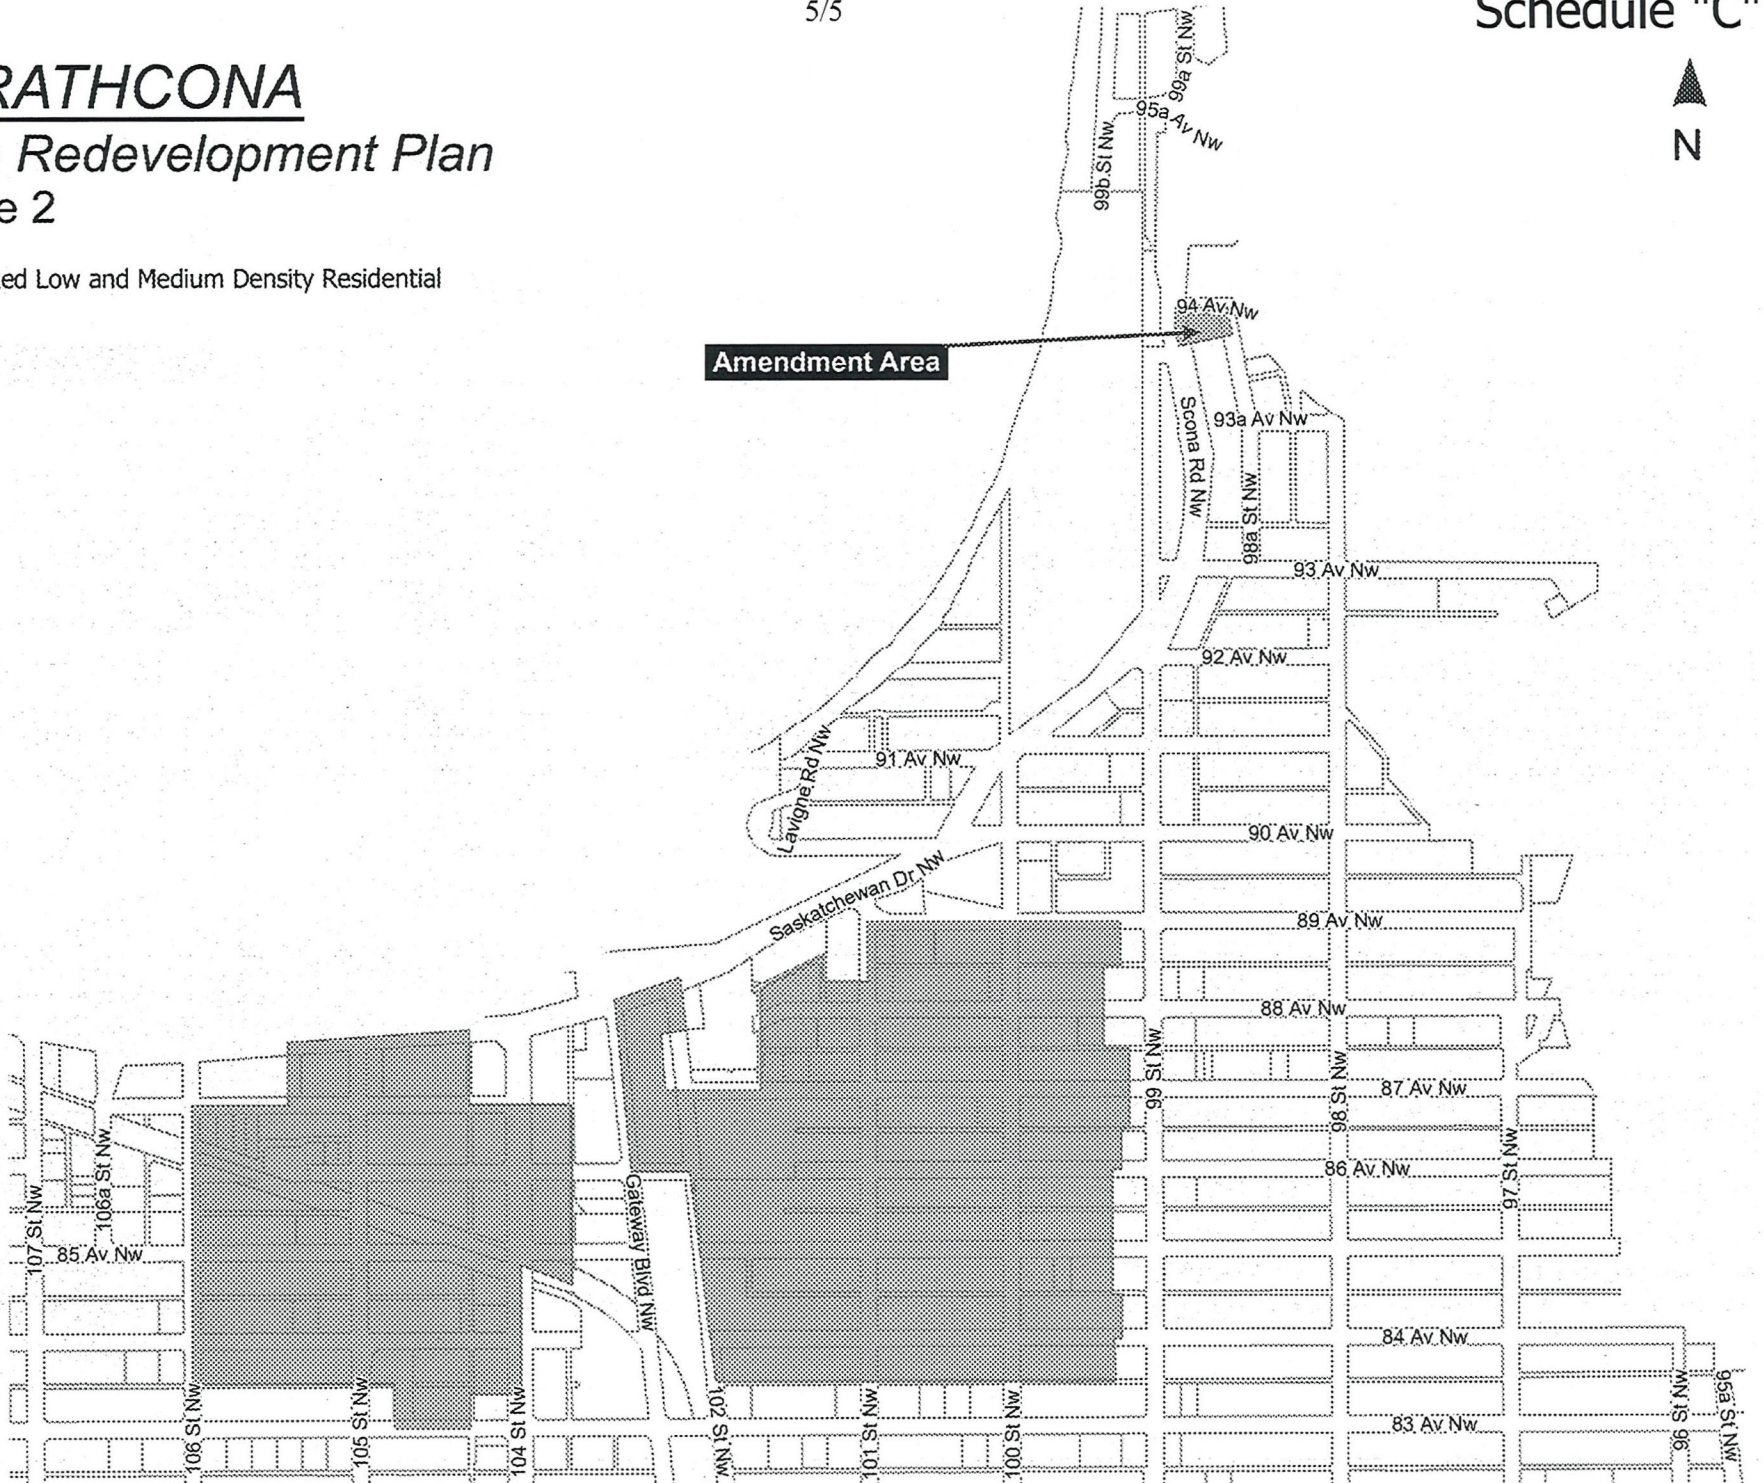 5/5
Schedule "C"
RATHCONA
Redevelopment Plan
e 2
ed Low and Medium Density Residential
N
99a St Nw
95a Av Nw
99b St Nw
94 Av Nw
Amendment Area
Scona Rd Nw
93a Av Nw
98a St Nw
93 Av Nw
92 Av Nw
91 Av Nw
Lavigne Rd Nw
90 Av Nw
Saskatchewan Dr Nw
89 Av Nw
88 Av Nw
99 St Nw
98 St Nw
87 Av Nw
86 Av Nw
97 St Nw
106a St Nw
107 St Nw
85 Av Nw
Gateway Blvd Nw
84 Av Nw
106 St Nw
105 St Nw
104 St Nw
102 St Nw
101 St Nw
100 St Nw
83 Av Nw
96 St Nw
95a St Nw